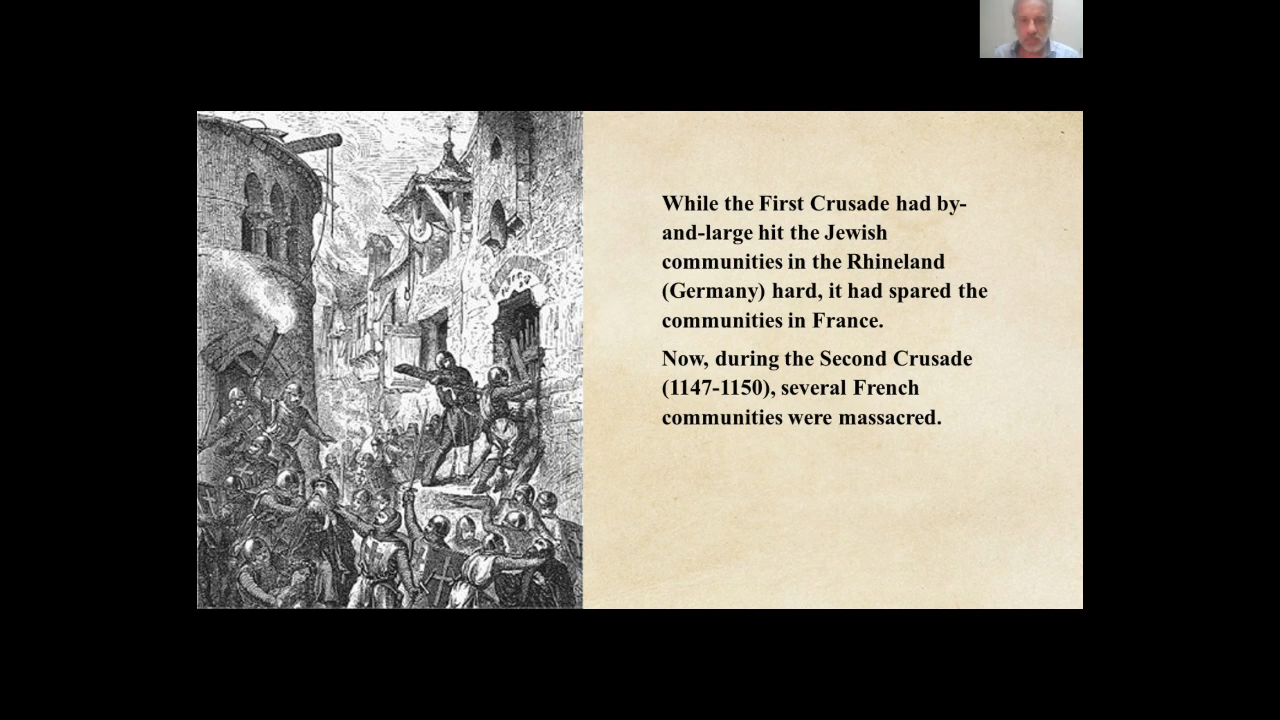 While the First Crusade had by-
and-large hit the Jewish
communities in the Rhineland
(Germany) hard, it had spared the
communities in France.
Now, during the Second Crusade
(1147-1150), several French
communities were massacred.